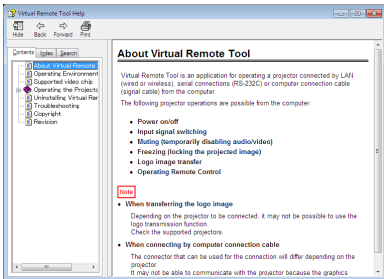 Virtual Remote Tool Help
Hide Back Forward Print
Contents Index Search
About Virtual Remote
Operating Environment
Supported video chip
Operating the Projecto
Uninstalling Virtual Rer
Troubleshooting
Copyright
Revision
About Virtual Remote Tool
Virtual Remote Tool is an application for operating a projector connected by LAN
(wired or wireless), serial connections (RS-232C) or computer connection cable
(signal cable) from the computer.
The following projector operations are possible from the computer.
• Power on/off
• Input signal switching
• Muting (temporarily disabling audio/video)
• Freezing (locking the projected image)
• Logo image transfer
• Operating Remote Control
Note
• When transferring the logo image
Depending on the projector to be connected, it may not be possible to use the
logo transmission function.
Check the supported projectors.
• When connecting by computer connection cable
The connector that can be used for the connection will differ depending on the
projector.
It may not be able to communicate with the projector because the graphics